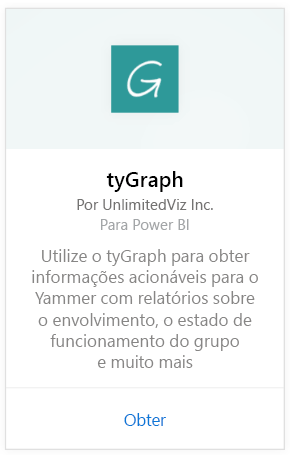 G
tyGraph
Por UnlimitedViz Inc.
Para Power BI
Utilize o tyGraph para obter
informações acionáveis para o
Yammer com relatórios sobre
o envolvimento, o estado de
funcionamento do grupo
e muito mais
Obter